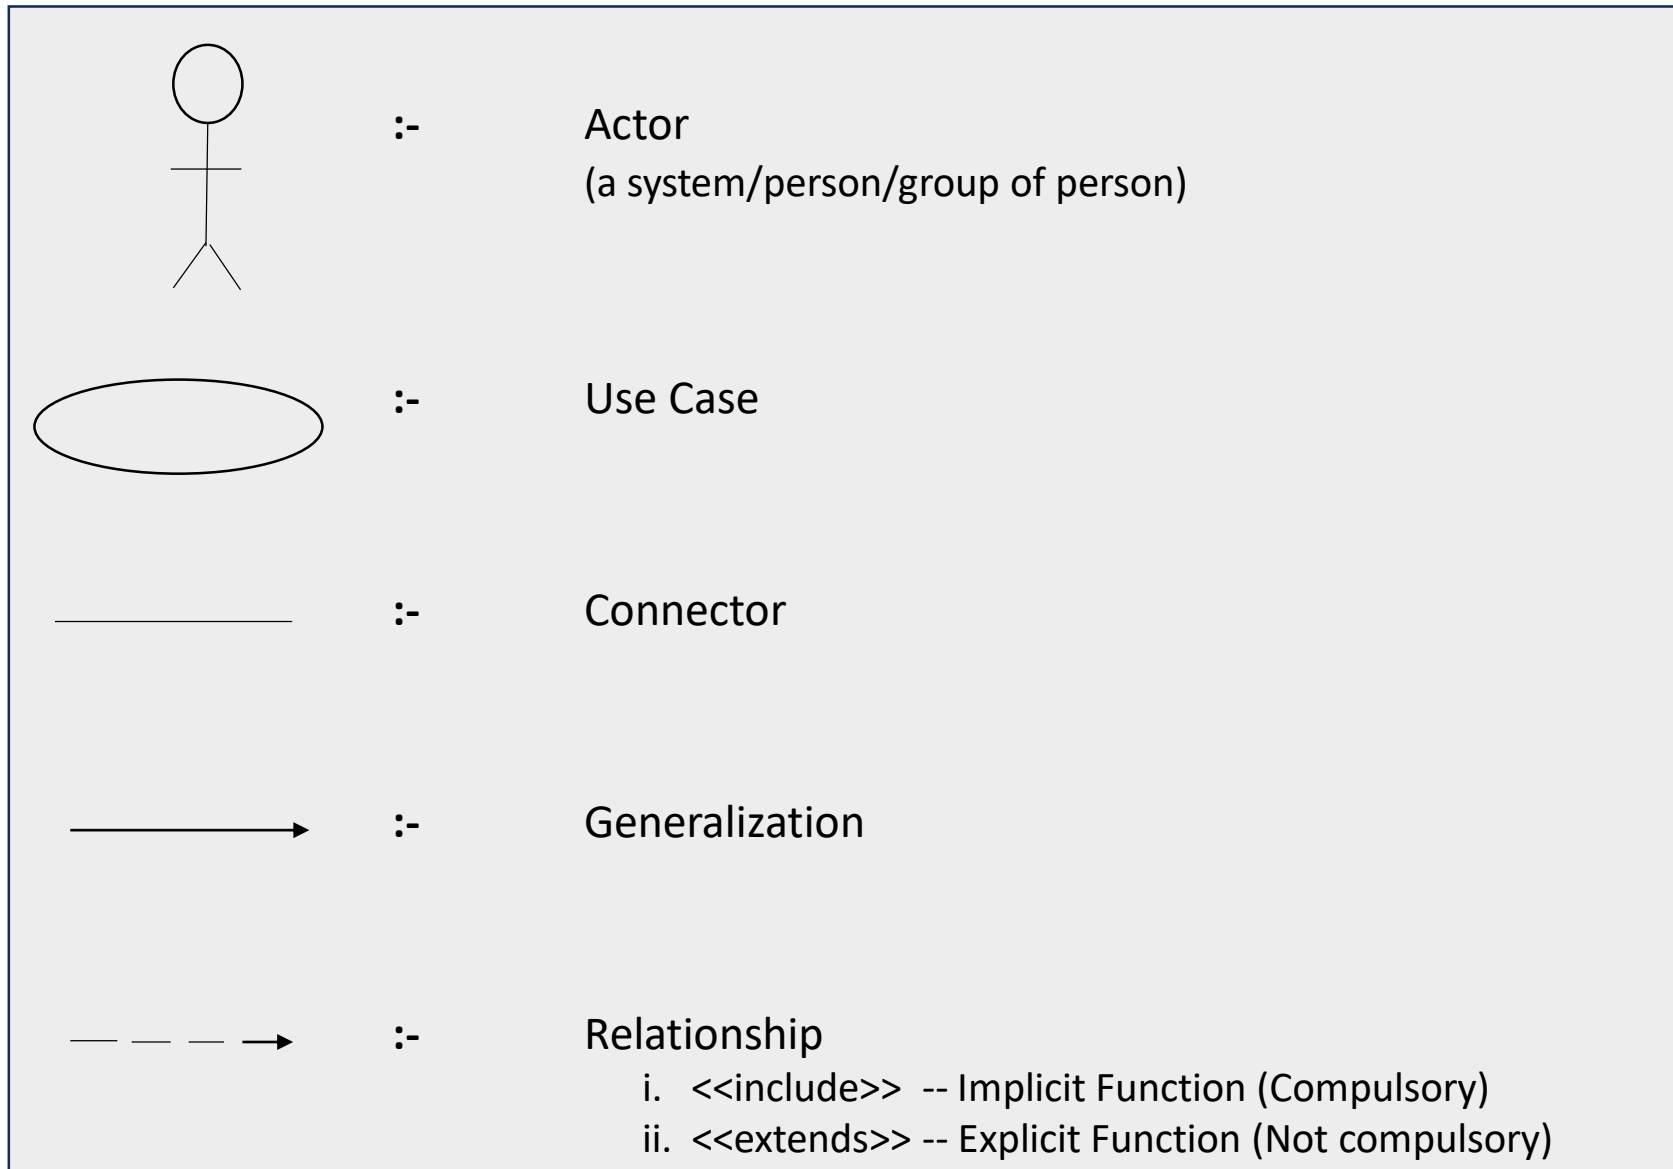 :- Actor
(a system/person/group of person)
:- Use Case
:- Connector
:- Generalization
:- Relationship
i. <<include>> -- Implicit Function (Compulsory)
ii. <<extends>> -- Explicit Function (Not compulsory)